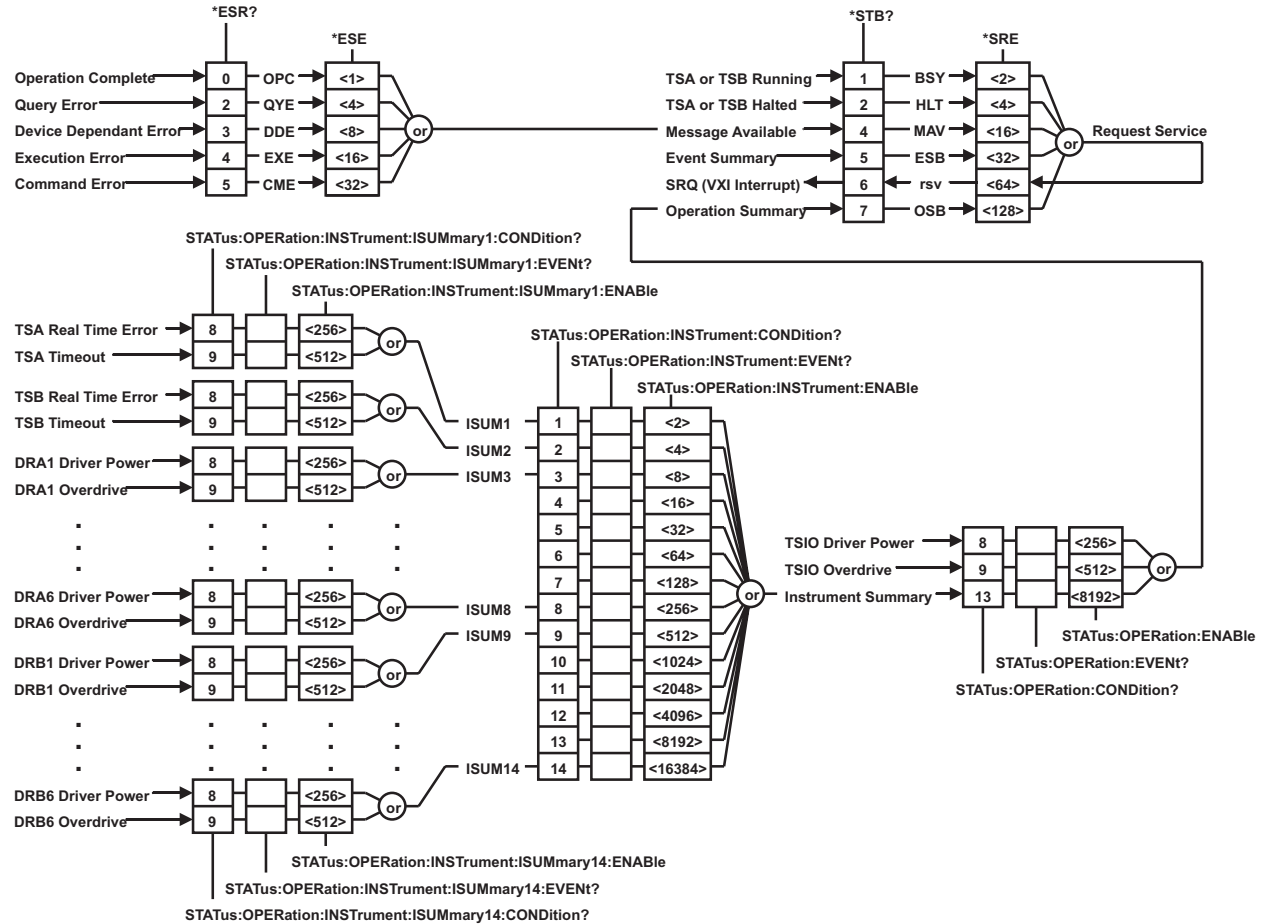 *ESR?
*ESE
Operation Complete 0 OPC <1>
Query Error 2 QYE <4>
Device Dependant Error 3 DDE <8>
Execution Error 4 EXE <16>
Command Error 5 CME <32>
or
*STB?
*SRE
TSA or TSB Running 1 BSY <2>
TSA or TSB Halted 2 HLT <4>
Message Available 4 MAV <16>
Event Summary 5 ESB <32>
SRQ (VXI Interrupt) 6 rsv <64>
Operation Summary 7 OSB <128>
or
Request Service
STATus:OPERation:INSTrument:ISUMmary1:CONDition?
STATus:OPERation:INSTrument:ISUMmary1:EVENt?
STATus:OPERation:INSTrument:ISUMmary1:ENABle
TSA Real Time Error 8 <256>
TSA Timeout 9 <512>
or
TSB Real Time Error 8 <256>
TSB Timeout 9 <512>
or
DRA1 Driver Power 8 <256>
DRA1 Overdrive 9 <512>
or
DRA6 Driver Power 8 <256>
DRA6 Overdrive 9 <512>
or
DRB1 Driver Power 8 <256>
DRB1 Overdrive 9 <512>
or
DRB6 Driver Power 8 <256>
DRB6 Overdrive 9 <512>
or
STATus:OPERation:INSTrument:ISUMmary14:ENABle
STATus:OPERation:INSTrument:ISUMmary14:EVENt?
STATus:OPERation:INSTrument:ISUMmary14:CONDition?
STATus:OPERation:INSTrument:CONDition?
STATus:OPERation:INSTrument:EVENt?
STATus:OPERation:INSTrument:ENABle
ISUM1 1 <2>
ISUM2 2 <4>
ISUM3 3 <8>
4 <16>
5 <32>
6 <64>
7 <128>
ISUM8 8 <256>
ISUM9 9 <512>
10 <1024>
11 <2048>
12 <4096>
13 <8192>
ISUM14 14 <16384>
or
TSIO Driver Power 8 <256>
TSIO Overdrive 9 <512>
Instrument Summary 13 <8192>
or
STATus:OPERation:ENABle
STATus:OPERation:EVENt?
STATus:OPERation:CONDition?